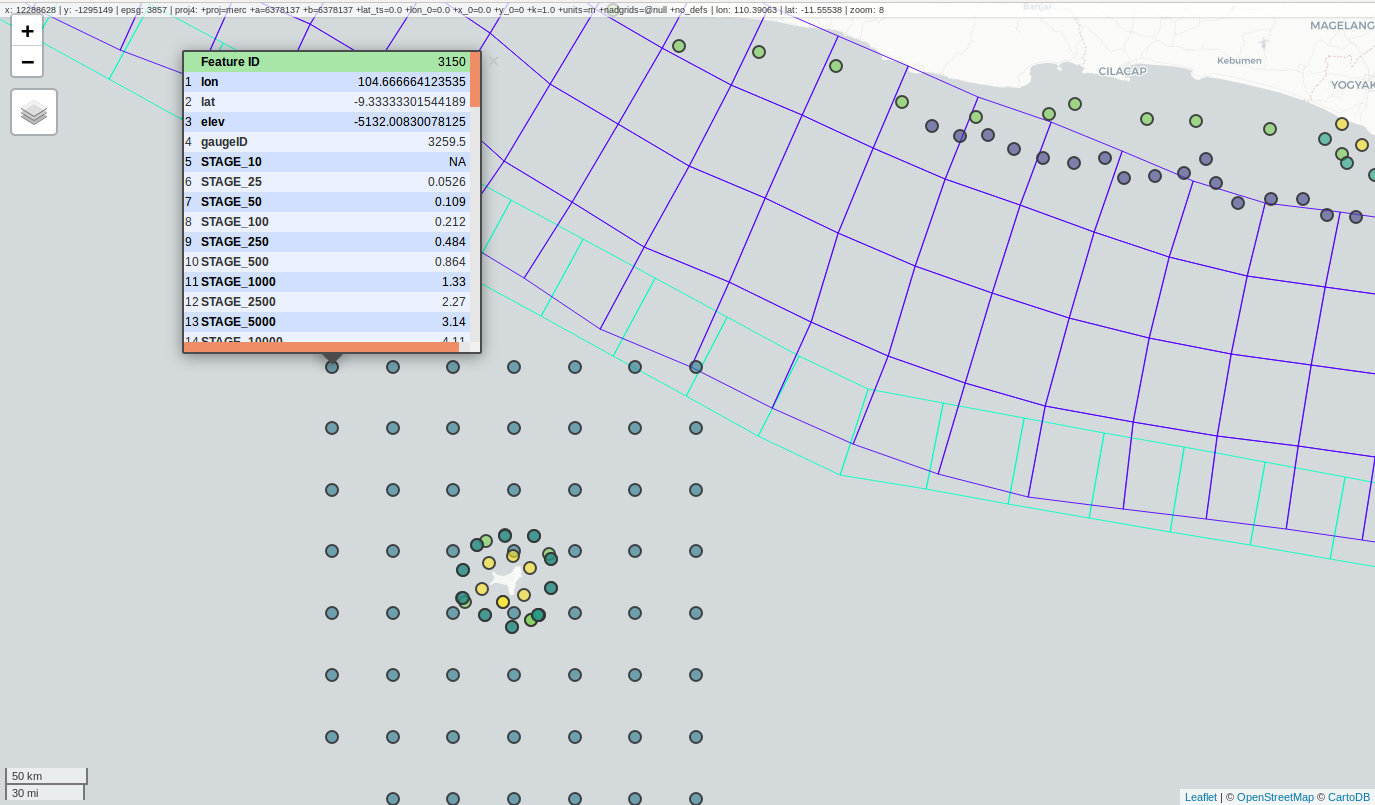 x: 12288628 | y: -1295149 | epsg: 3857 | proj4: +proj=merc +a=6378137 +b=6378137 +lat_ts=0.0 +lon_0=0.0 +x_0=0.0 +y_0=0 +k=1.0 +units=m +nadgrids=@null +no_defs | lon: 110.39063 | lat: -11.55538 | zoom: 8
Banjar
MAGELANG
+
−
Kebumen
CILACAP
YOGYAK
×
Feature ID 3150
1 lon 104.666664123535
2 lat -9.33333301544189
3 elev -5132.00830078125
4 gaugeID 3259.5
5 STAGE_10 NA
6 STAGE_25 0.0526
7 STAGE_50 0.109
8 STAGE_100 0.212
9 STAGE_250 0.484
10 STAGE_500 0.864
11 STAGE_1000 1.33
12 STAGE_2500 2.27
13 STAGE_5000 3.14
14 STAGE_10000 4.11
50 km
30 mi
Leaflet | © OpenStreetMap © CartoDB